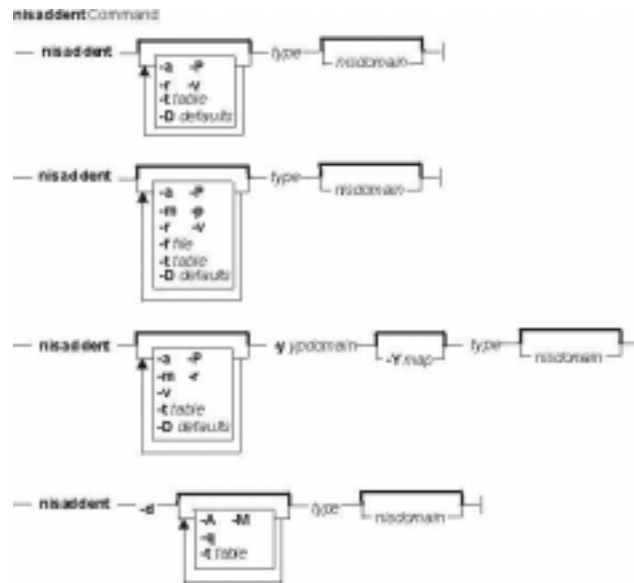 nisaddent Command
nisaddent type nisdomain
-a -P
-r -v
-t table
-D defaults
nisaddent type nisdomain
-a -P
-m -p
-r -v
-f file
-t table
-D defaults
nisaddent -y ypdomain -Y map type nisdomain
-a -P
-m -r
-v
-t table
-D defaults
nisaddent -d type nisdomain
-A -M
-q
-t table